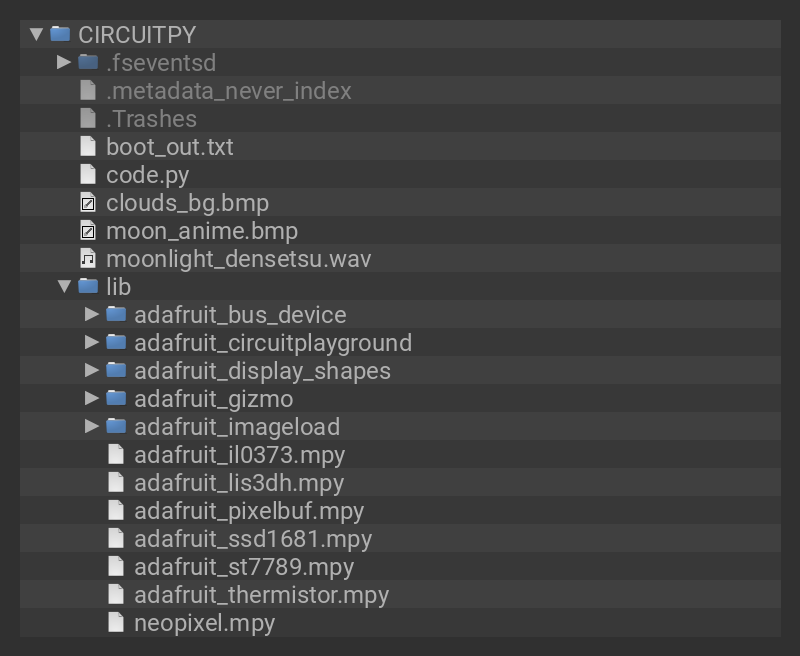 CIRCUITPY
.fseventsd
.metadata_never_index
.Trashes
boot_out.txt
code.py
clouds_bg.bmp
moon_anime.bmp
moonlight_densetsu.wav
lib
adafruit_bus_device
adafruit_circuitplayground
adafruit_display_shapes
adafruit_gizmo
adafruit_imageload
adafruit_il0373.mpy
adafruit_lis3dh.mpy
adafruit_pixelbuf.mpy
adafruit_ssd1681.mpy
adafruit_st7789.mpy
adafruit_thermistor.mpy
neopixel.mpy